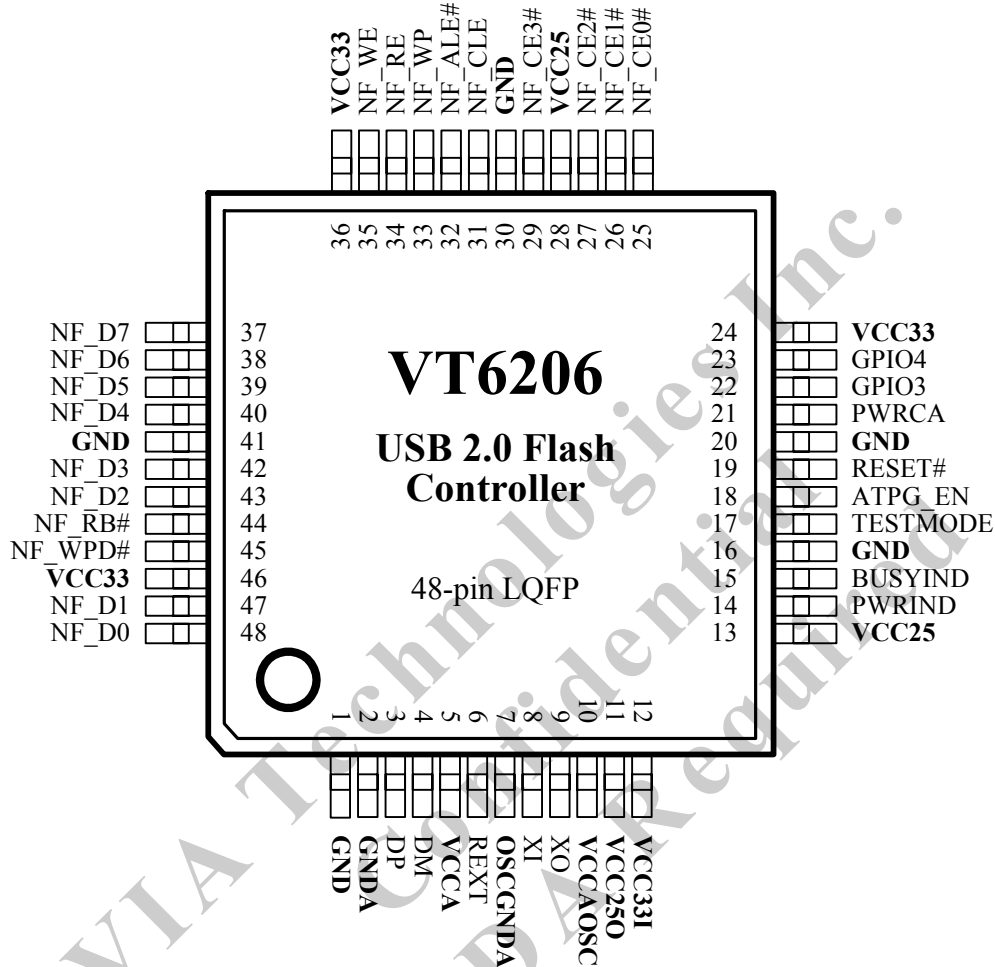 VCC33
NF_WE
NF_RE
NF_WP
NF_ALE#
NF_CLE
GND
NF_CE3#
VCC25
NF_CE2#
NF_CE1#
NF_CE0#
36
35
34
33
32
31
30
29
28
27
26
25
NF_D7 37
NF_D6 38
NF_D5 39
NF_D4 40
GND 41
NF_D3 42
NF_D2 43
NF_RB# 44
NF_WPD# 45
VCC33 46
NF_D1 47
NF_D0 48
VT6206
USB 2.0 Flash
Controller
48-pin LQFP
24 VCC33
23 GPIO4
22 GPIO3
21 PWRCA
20 GND
19 RESET#
18 ATPG_EN
17 TESTMODE
16 GND
15 BUSYIND
14 PWRIND
13 VCC25
1
2
3
4
5
6
7
8
9
10
11
12
GND
GNDA
DP
DM
VCCA
REXT
OSCGNDA
XI
XO
VCCAOSC
VCC25O
VCC33I
VIA Technologies Inc.
Confidential
DA Required